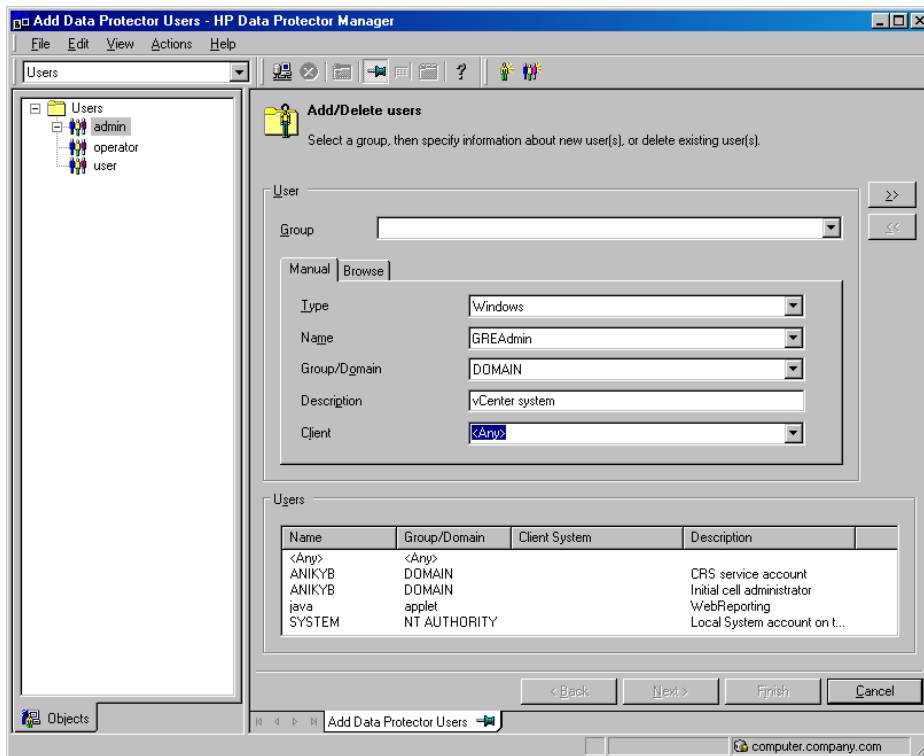 Add Data Protector Users - HP Data Protector Manager
File Edit View Actions Help
Users
Users
admin
operator
user
Add/Delete users
Select a group, then specify information about new user(s), or delete existing user(s).
User
>>
<<
Group
Manual Browse
Type Windows
Name GREAdmin
Group/Domain DOMAIN
Description vCenter system
Client <Any>
Users
Name Group/Domain Client System Description
<Any> <Any>
ANIKYB DOMAIN CRS service account
ANIKYB DOMAIN Initial cell administrator
java applet WebReporting
SYSTEM NT AUTHORITY Local System account on t...
< Back Next > Finish Cancel
Objects
Add Data Protector Users
computer.company.com